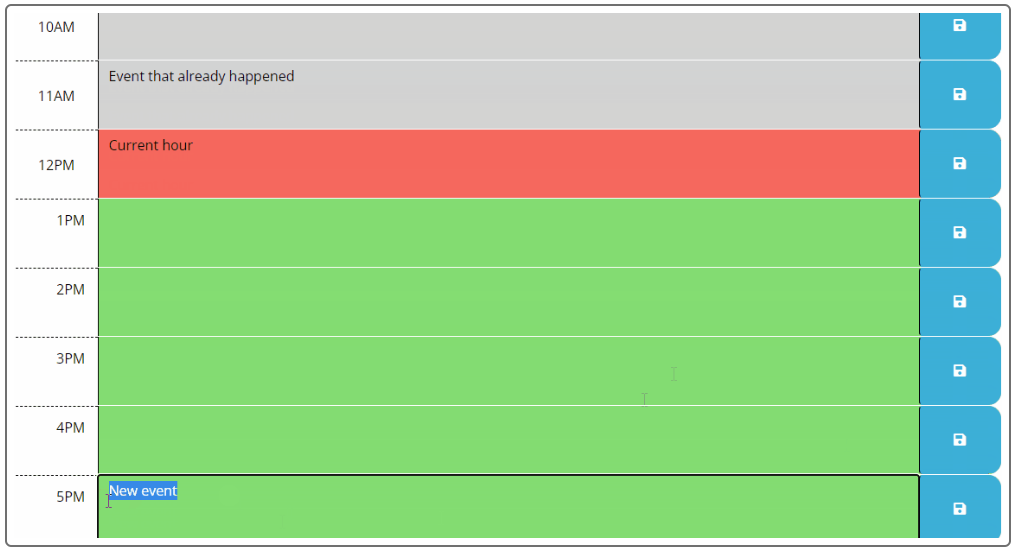 10AM
Event that already happened
11AM
Current hour
12PM
1PM
2PM
3PM
4PM
New event
5PM